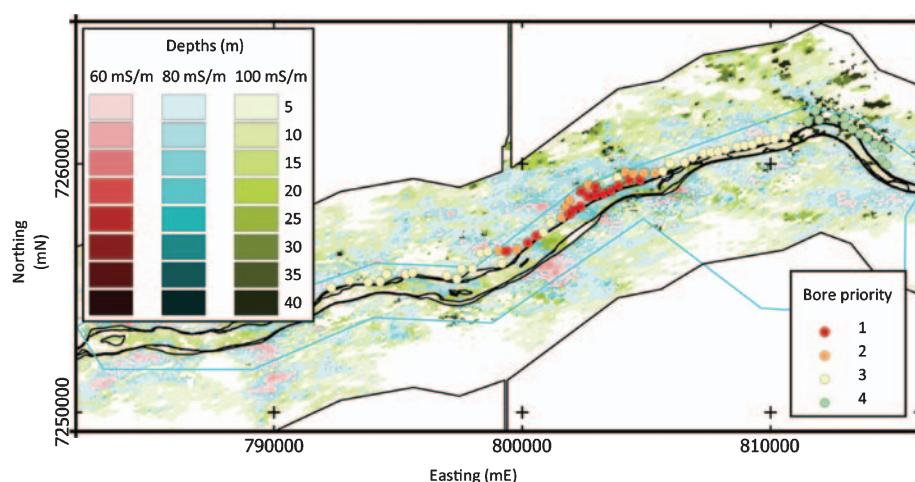 Depths (m)
60 mS/m 80 mS/m 100 mS/m
5
10
15
20
25
30
35
40
Northing
(mN)
7260000
7250000
Bore priority
1
2
3
4
790000 800000 810000
Easting (mE)